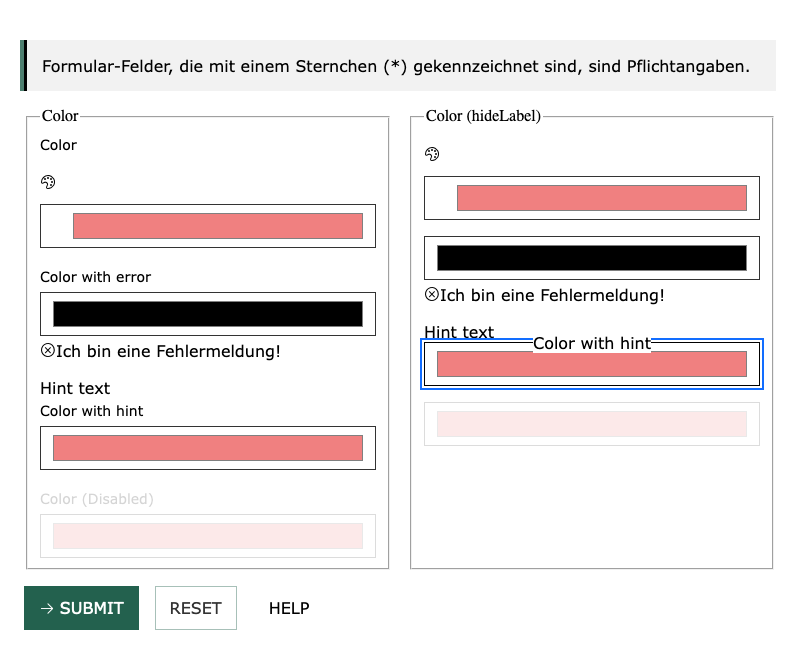 Formular-Felder, die mit einem Sternchen (*) gekennzeichnet sind, sind Pflichtangaben.
Color
Color
Color with error
Ich bin eine Fehlermeldung!
Hint text
Color with hint
Color (Disabled)
Color (hideLabel)
Ich bin eine Fehlermeldung!
Hint text
Color with hint
→ SUBMIT
RESET
HELP